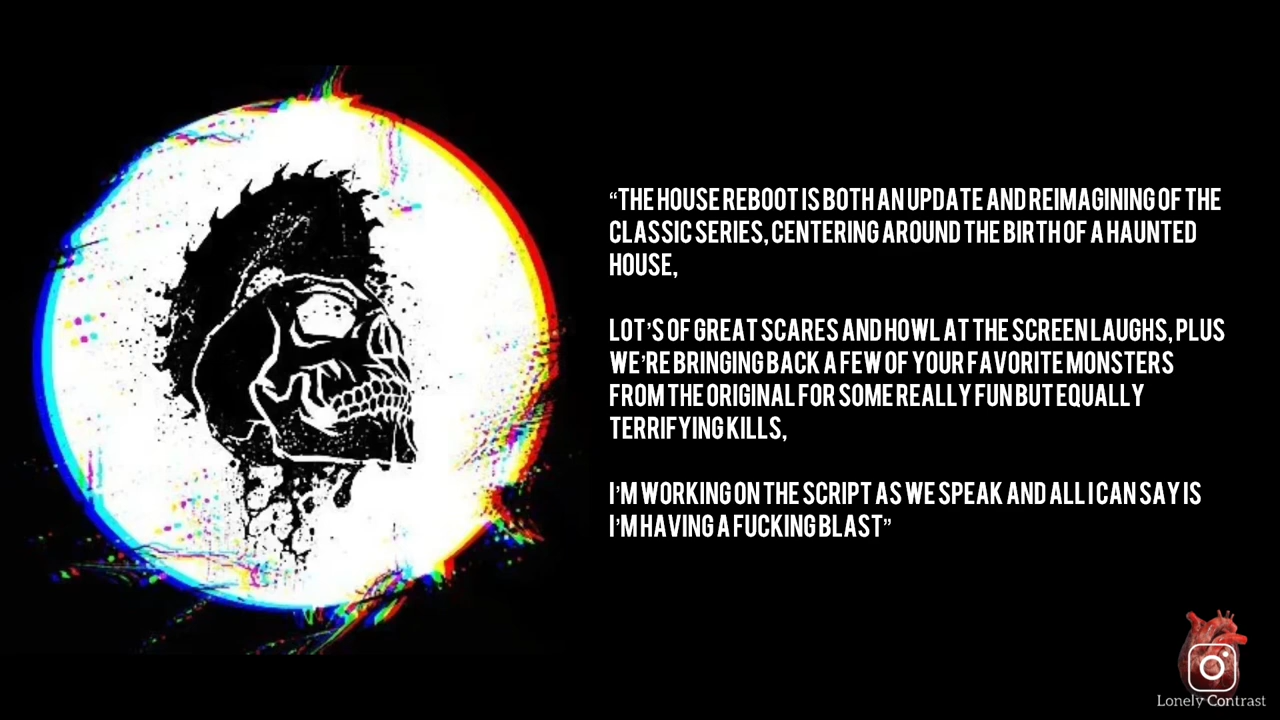 “THE HOUSE REBOOT IS BOTH AN UPDATE AND REIMAGINING OF THE
CLASSIC SERIES, CENTERING AROUND THE BIRTH OF A HAUNTED
HOUSE,
LOT'S OF GREAT SCARES AND HOWL AT THE SCREEN LAUGHS, PLUS
WE'RE BRINGING BACK A FEW OF YOUR FAVORITE MONSTERS
FROM THE ORIGINAL FOR SOME REALLY FUN BUT EQUALLY
TERRIFYING KILLS,
I'M WORKING ON THE SCRIPT AS WE SPEAK AND ALL I CAN SAY IS
I'M HAVING A FUCKING BLAST”
Lonely Contrast